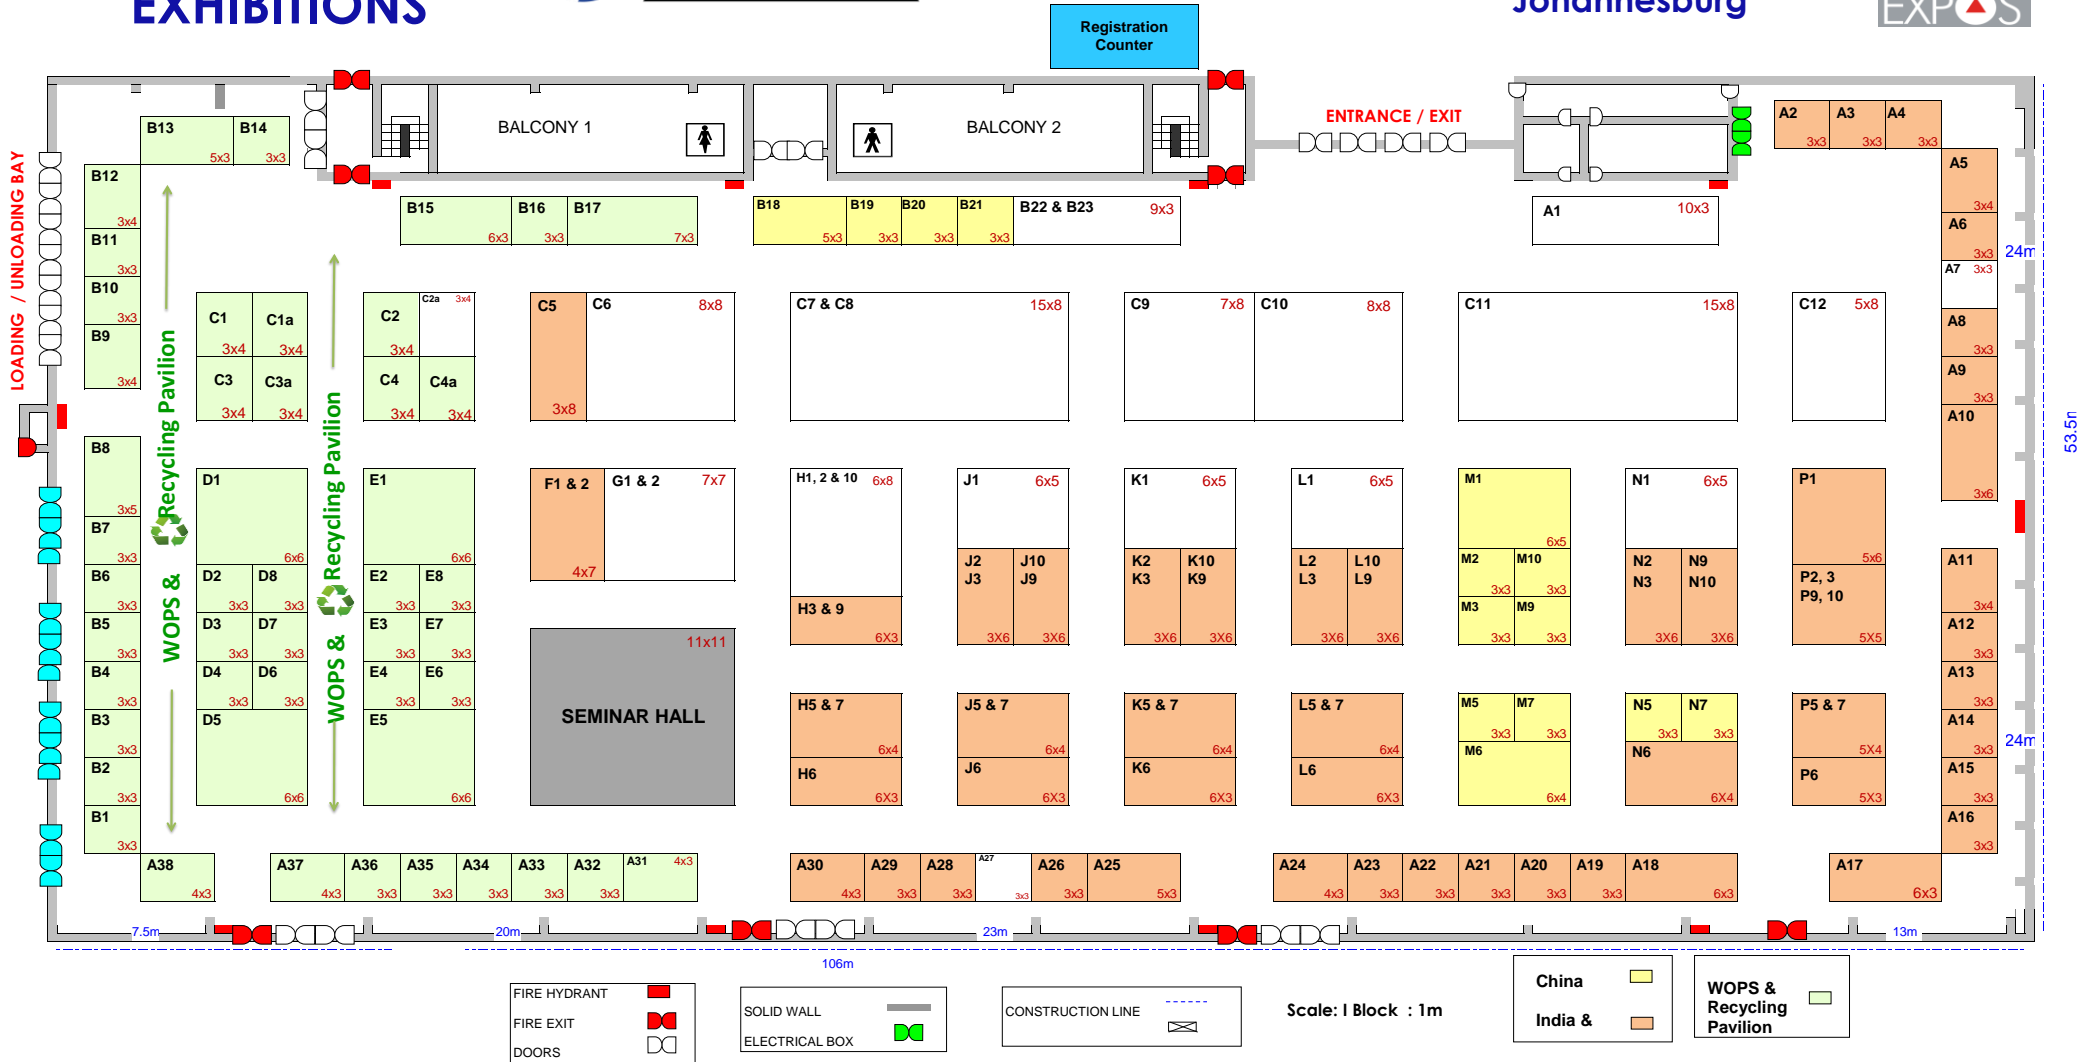 EXHIBITIONS
Johannesburg
EXPOS
Registration
Counter
BALCONY 1
BALCONY 2
ENTRANCE / EXIT
LOADING / UNLOADING BAY
B13 5x3
B14 3x3
A2 3x3
A3 3x3
A4 3x3
B12 3x4
B11 3x3
B10 3x3
B9 3x4
B15 6x3
B16 3x3
B17 7x3
B18 5x3
B19 3x3
B20 3x3
B21 3x3
B22 & B23 9x3
A1 10x3
A5 3x4
A6 3x3
A7 3x3
A8 3x3
A9 3x3
A10 3x6
24m
53.5m
C1 3x4
C1a 3x4
C3 3x4
C3a 3x4
C2 3x4
C2a 3x4
C4 3x4
C4a 3x4
C5 3x8
C6 8x8
C7 & C8 15x8
C9 7x8
C10 8x8
C11 15x8
C12 5x8
WOPS & Recycling Pavilion
WOPS & Recycling Pavilion
B8 3x5
B7 3x3
B6 3x3
B5 3x3
B4 3x3
B3 3x3
B2 3x3
B1 3x3
D1 6x6
D2 3x3
D8 3x3
D3 3x3
D7 3x3
D4 3x3
D6 3x3
D5 6x6
E1 6x6
E2 3x3
E8 3x3
E3 3x3
E7 3x3
E4 3x3
E6 3x3
E5 6x6
F1 & 2 4x7
G1 & 2 7x7
SEMINAR HALL 11x11
H1, 2 & 10 6x8
H3 & 9 6X3
H5 & 7 6x4
H6 6X3
J1 6x5
J2
J3 3X6
J10
J9 3X6
J5 & 7 6x4
J6 6X3
K1 6x5
K2
K3 3X6
K10
K9 3X6
K5 & 7 6x4
K6 6X3
L1 6x5
L2
L3 3X6
L10
L9 3X6
L5 & 7 6x4
L6 6X3
M1 6x5
M2 3x3
M10 3x3
M3 3x3
M9 3x3
M5 3x3
M7 3x3
M6 6x4
N1 6x5
N2
N3 3X6
N9
N10 3X6
N5 3x3
N7 3x3
N6 6X4
P1 5x6
P2, 3
P9, 10
5X5
P5 & 7 5X4
P6 5X3
A11 3x4
A12 3x3
A13 3x3
A14 3x3
A15 3x3
A16 3x3
24m
A38 4x3
A37 4x3
A36 3x3
A35 3x3
A34 3x3
A33 3x3
A32 3x3
A31 4x3
A30 4x3
A29 3x3
A28 3x3
A27 3x3
A26 3x3
A25 5x3
A24 4x3
A23 3x3
A22 3x3
A21 3x3
A20 3x3
A19 3x3
A18 6x3
A17 6x3
7.5m
20m
23m
13m
106m
FIRE HYDRANT
FIRE EXIT
DOORS
SOLID WALL
ELECTRICAL BOX
CONSTRUCTION LINE
Scale: I Block : 1m
China
India &
WOPS &
Recycling
Pavilion